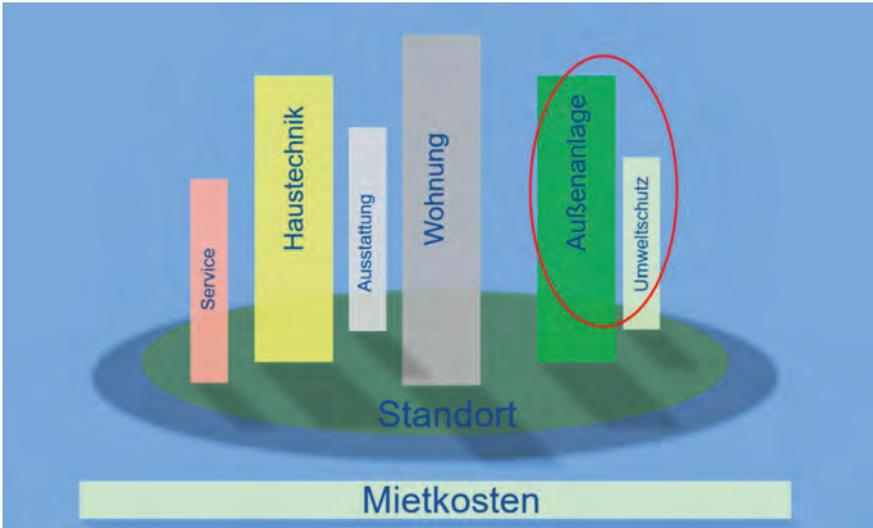 Service
Haustechnik
Ausstattung
Wohnung
Außenanlage
Umweltschutz
Standort
Mietkosten